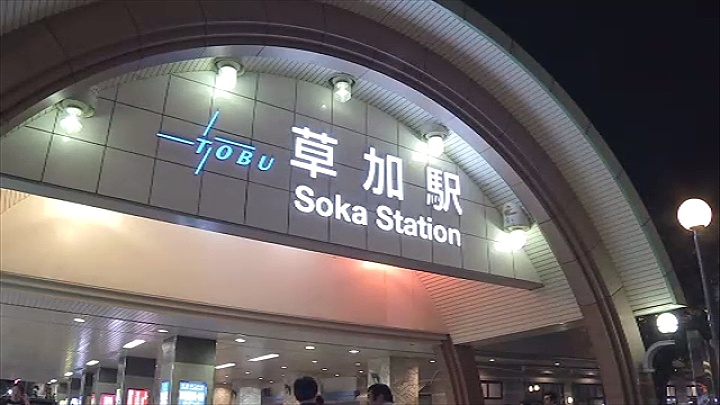 TOBU
草加駅
Soka Station